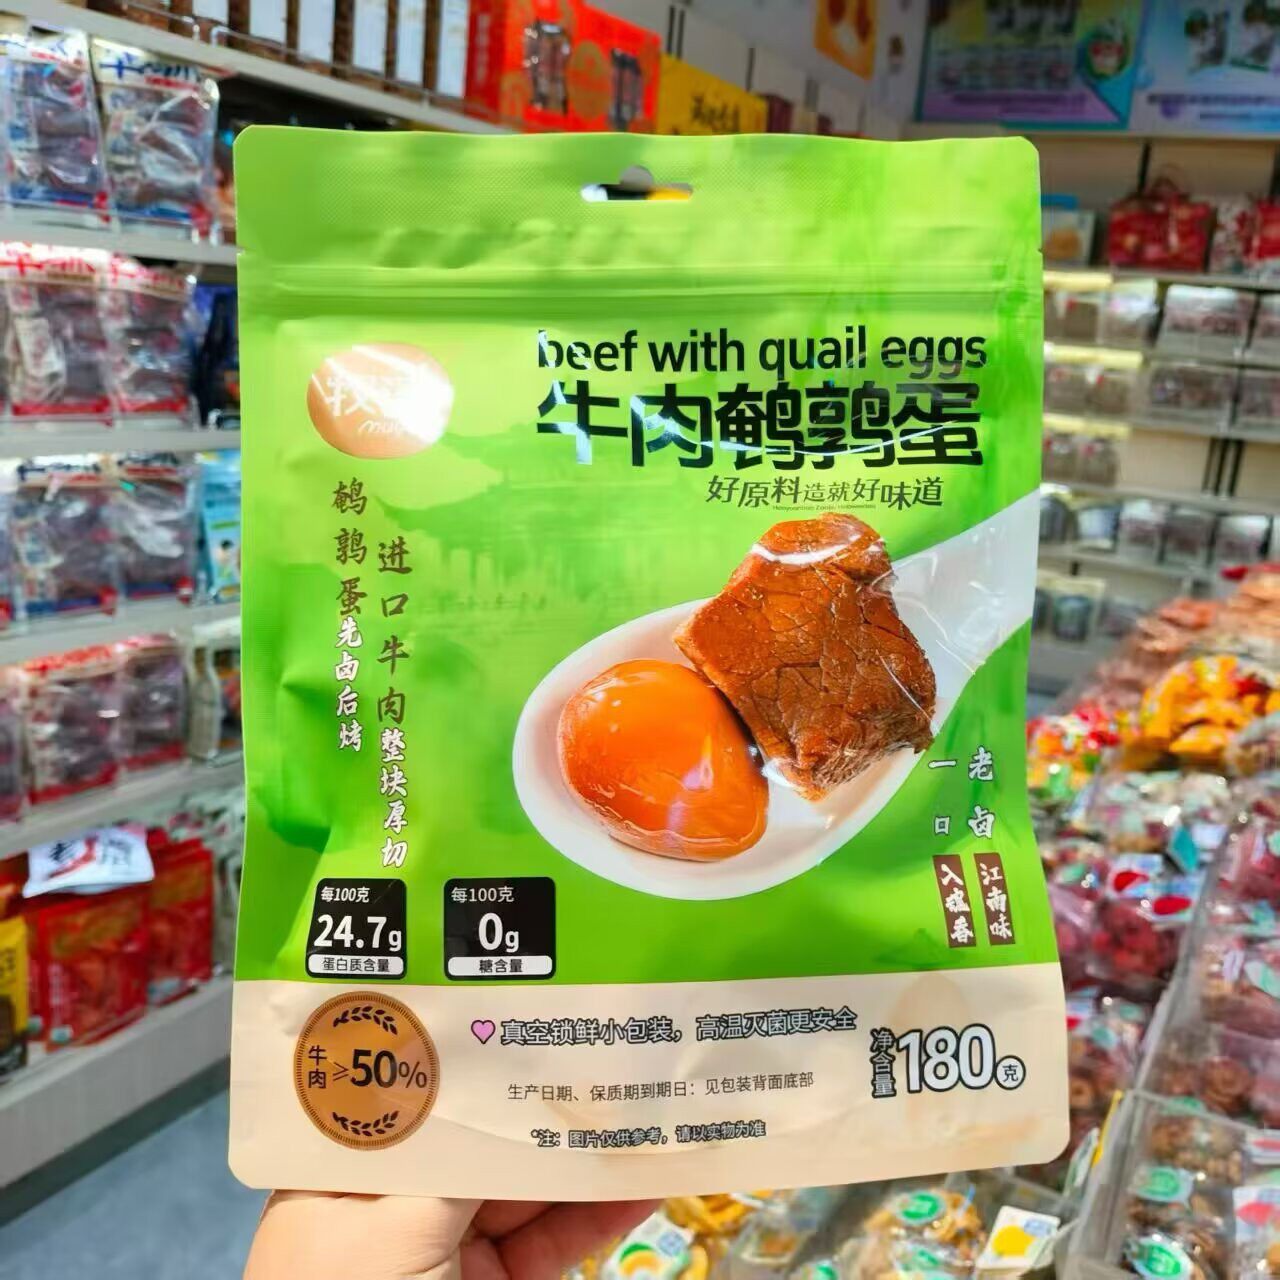 beef with quail eggs
牛肉鹌鹑蛋
好原料造就好味道
牧
鹌鹑蛋先卤后烤
进口牛肉整块厚切
老卤
一口
江南味
入魂香
每100克
24.7g
蛋白质含量
每100克
0g
糖含量
牛肉≥50%
真空锁鲜小包装，高温灭菌更安全
生产日期、保质期到期日：见包装背面底部
*注：图片仅供参考，请以实物为准
净含量180克